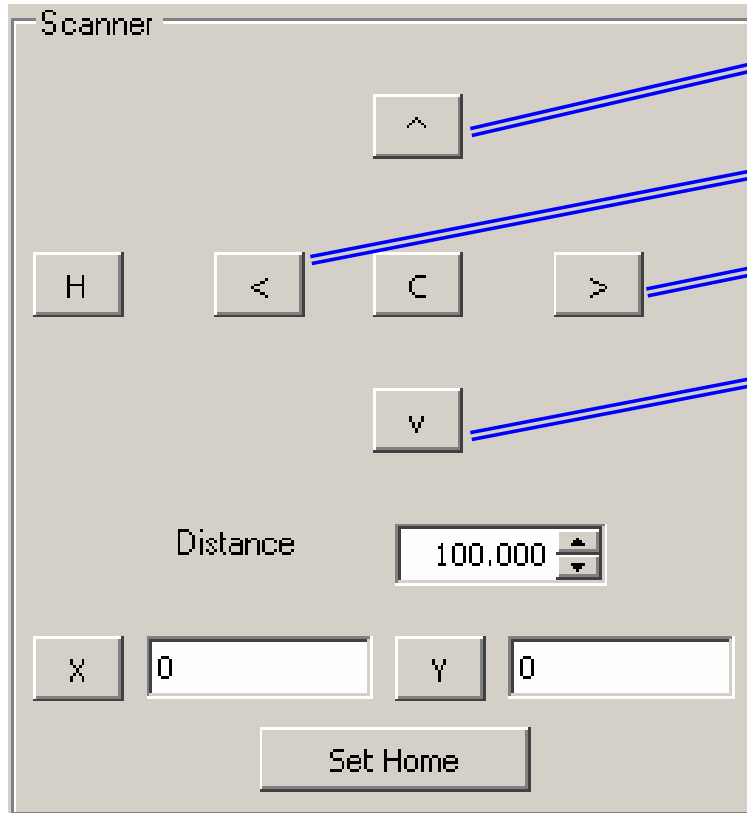 Scanner
^
H < C >
v
Distance 100.000
X 0 Y 0
Set Home